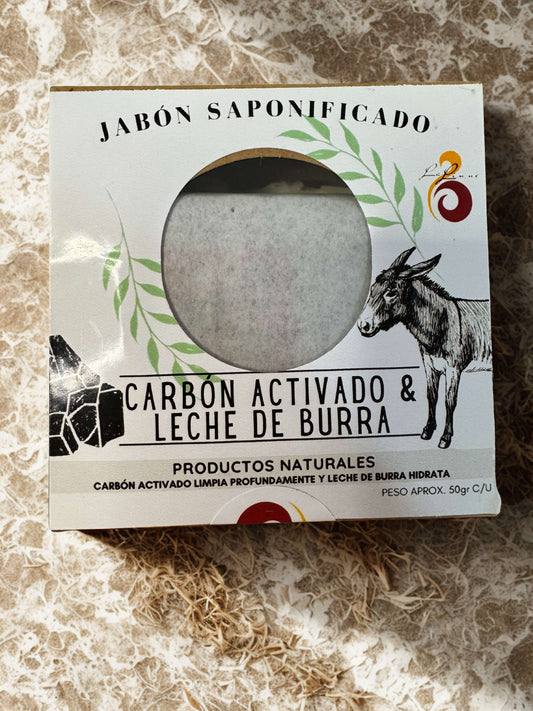 JABÓN SAPONIFICADO
CARBÓN ACTIVADO &
LECHE DE BURRA
PRODUCTOS NATURALES
CARBÓN ACTIVADO LIMPIA PROFUNDAMENTE Y LECHE DE BURRA HIDRATA
PESO APROX. 50gr C/U